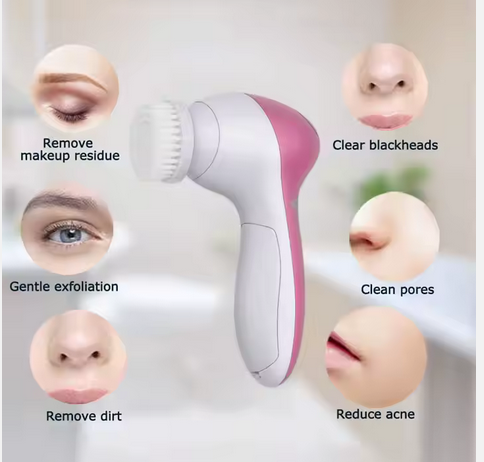 Remove
makeup residue
Clear blackheads
Gentle exfoliation
Clean pores
Remove dirt
Reduce acne